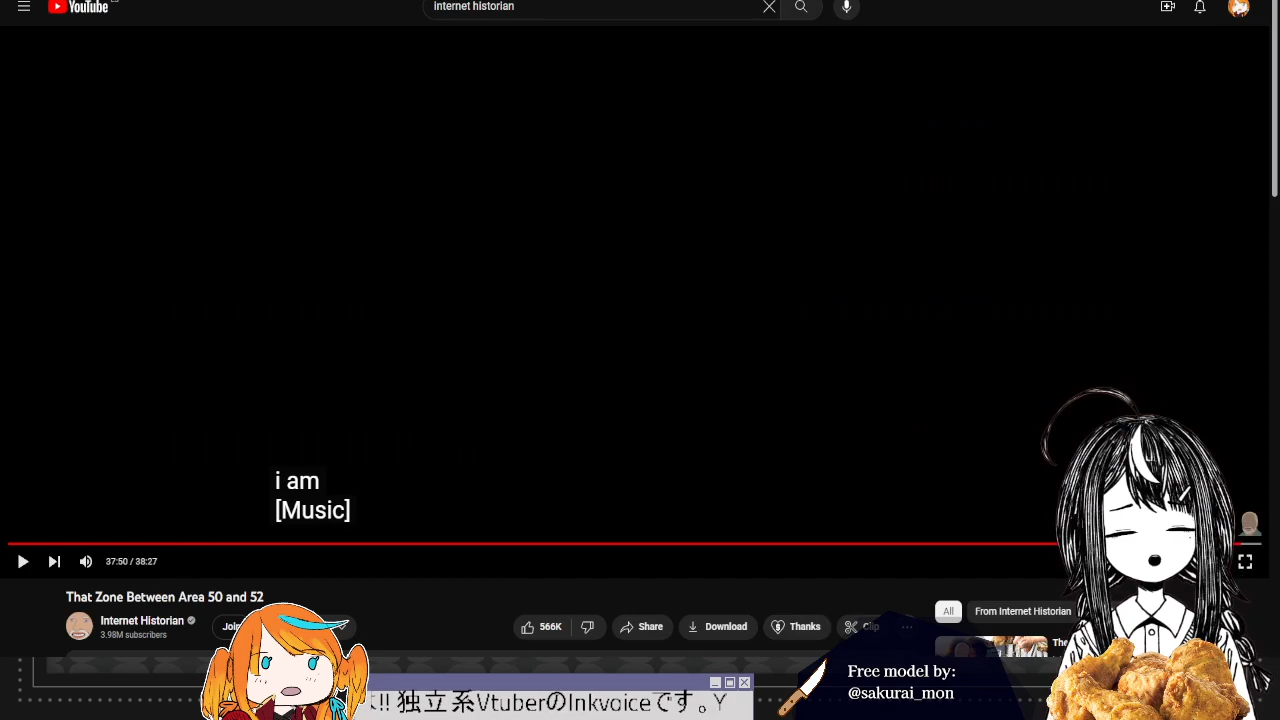 YouTube
internet historian
i am
[Music]
37:50 / 38:27
That Zone Between Area 50 and 52
Internet Historian
3.98M subscribers
566K
Share
Download
Thanks
Clip
All
From Internet Historian
!! 独立系VtuberのInkvoiceです。Y
Free model by:
@sakurai_mon